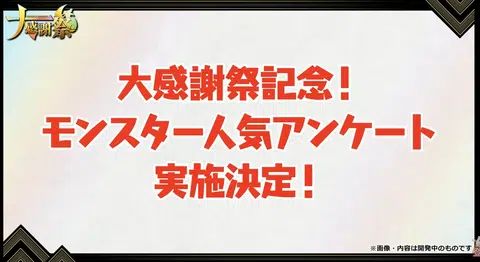 大感謝祭
大感謝祭記念！
モンスター人気アンケート
実施決定！
※画像・内容は開発中のものです